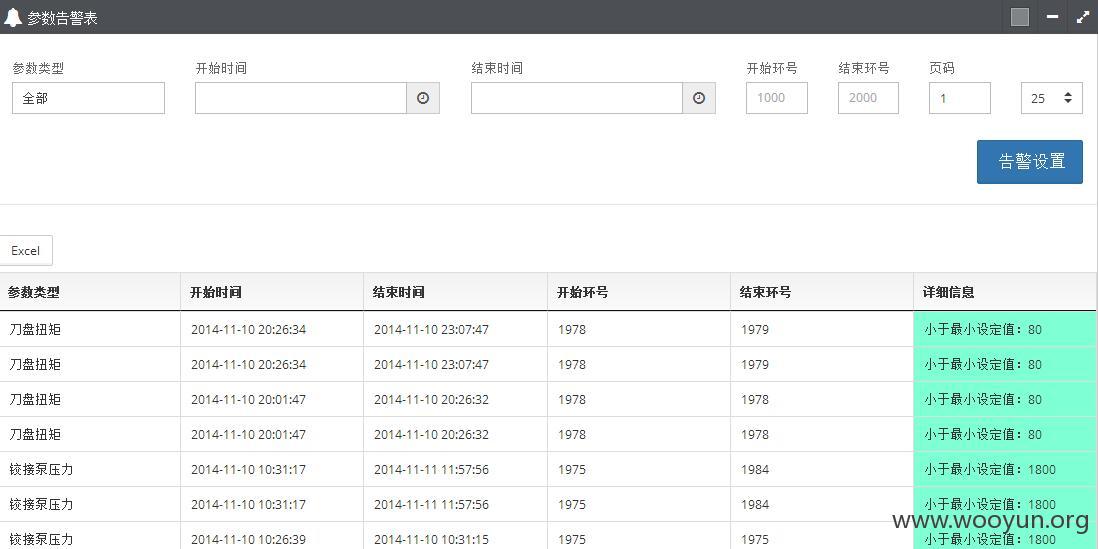 参数告警表
参数类型 开始时间 结束时间 开始环号 结束环号 页码
全部 1000 2000 1 25
告警设置
Excel
参数类型 开始时间 结束时间 开始环号 结束环号 详细信息
刀盘扭矩 2014-11-10 20:26:34 2014-11-10 23:07:47 1978 1979 小于最小设定值：80
刀盘扭矩 2014-11-10 20:26:34 2014-11-10 23:07:47 1978 1979 小于最小设定值：80
刀盘扭矩 2014-11-10 20:01:47 2014-11-10 20:26:32 1978 1978 小于最小设定值：80
刀盘扭矩 2014-11-10 20:01:47 2014-11-10 20:26:32 1978 1978 小于最小设定值：80
铰接泵压力 2014-11-10 10:31:17 2014-11-11 11:57:56 1975 1984 小于最小设定值：1800
铰接泵压力 2014-11-10 10:31:17 2014-11-11 11:57:56 1975 1984 小于最小设定值：1800
铰接泵压力 2014-11-10 10:26:39 2014-11-10 10:31:15 1975 1975 小于最小设定值：1800
www.wooyun.org